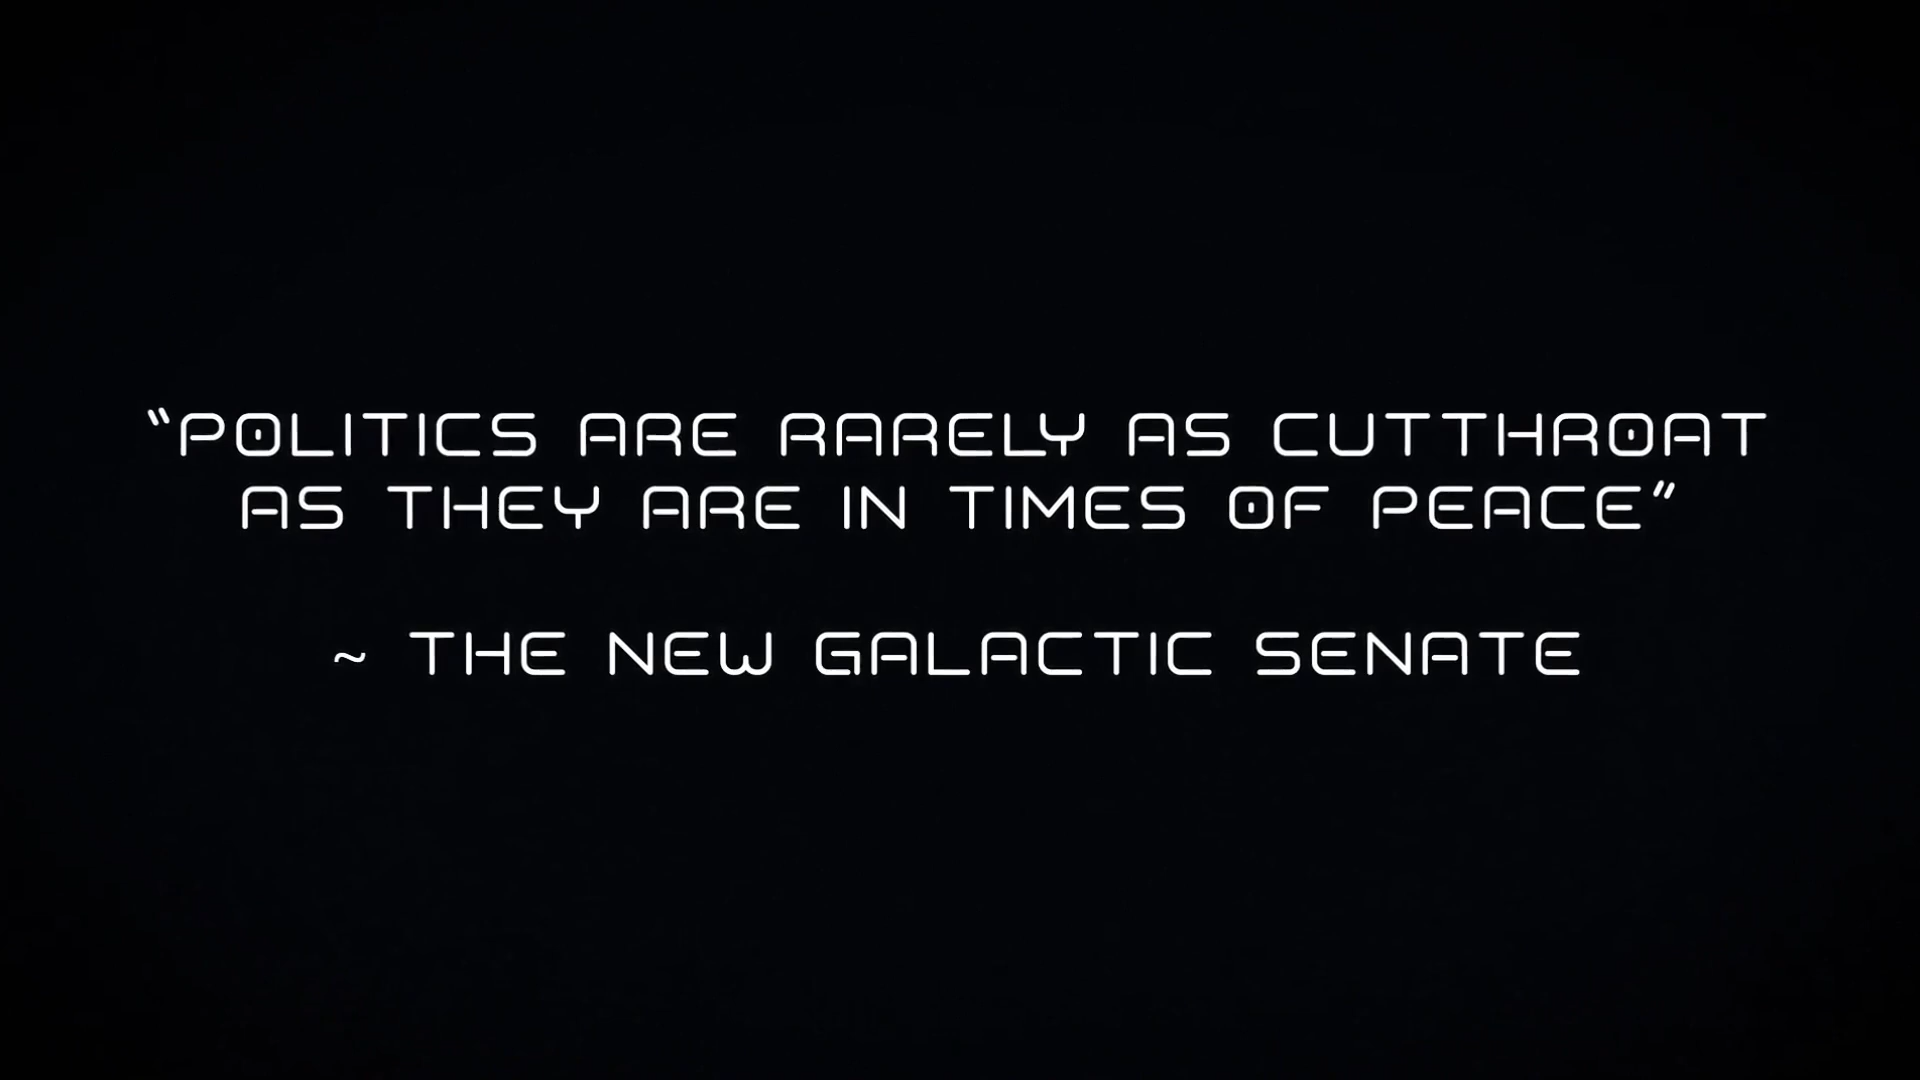 “POLITICS ARE RARELY AS CUTTHROAT
AS THEY ARE IN TIMES OF PEACE”
~ THE NEW GALACTIC SENATE